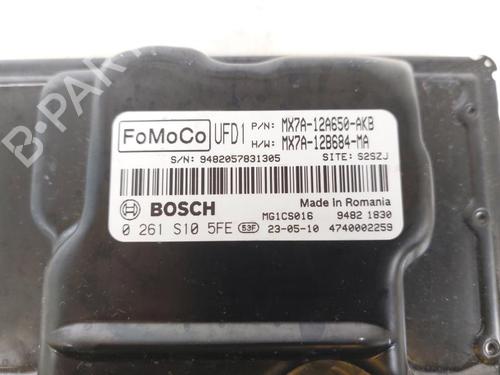 B-PARTS
FoMoCo UFD1 P/N: MX7A-12A650-AKB
H/W: MX7A-12B684-MA
S/N: 9482057831305 SITE: S2SZJ
BOSCH Made in Romania
MG1CS016 9482 1830
0 261 S10 5FE 53F 23-05-10 4740002259